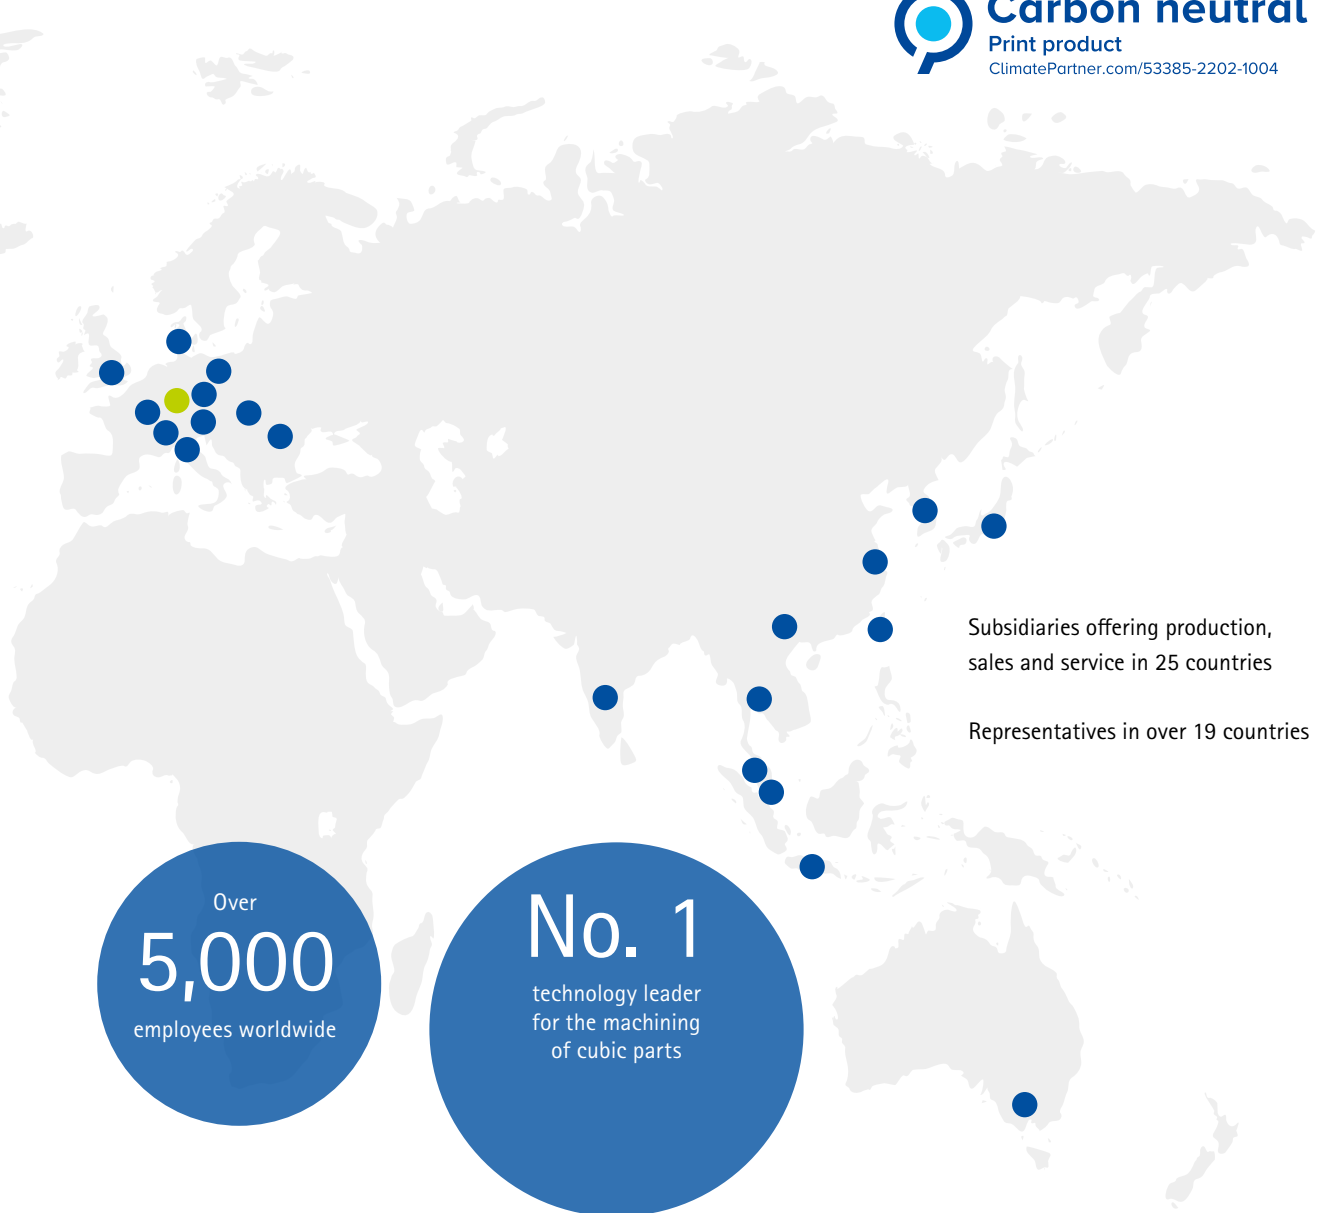 Carbon neutral
Print product
ClimatePartner.com/53385-2202-1004
Subsidiaries offering production,
sales and service in 25 countries
Representatives in over 19 countries
Over
5,000
employees worldwide
No. 1
technology leader
for the machining
of cubic parts